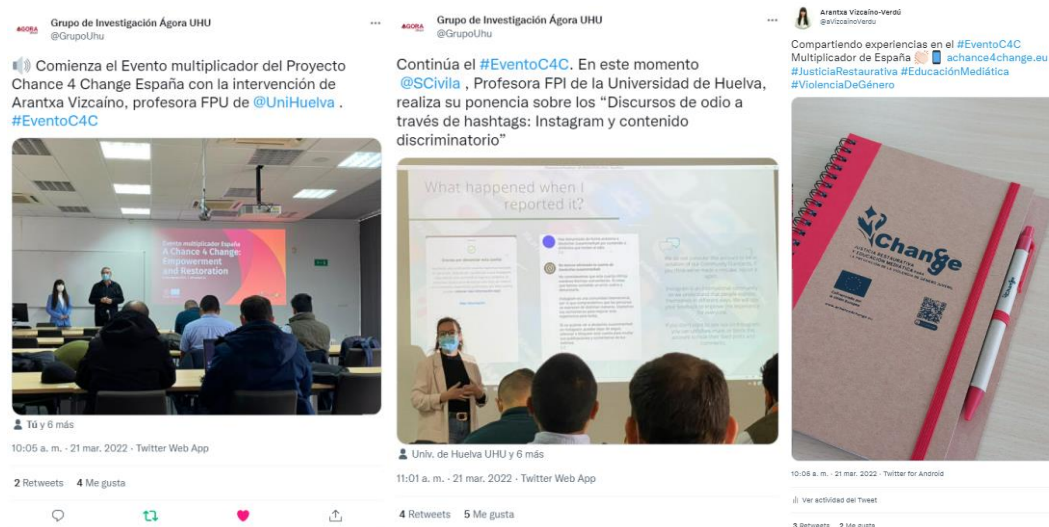 Grupo de Investigación Ágora UHU
@GrupoUhu
Comienza el Evento multiplicador del Proyecto
Chance 4 Change España con la intervención de
Arantxa Vizcaíno, profesora FPU de @UniHuelva .
#EventoC4C
Evento multiplicador España
A Chance 4 Change:
Empowerment
and Restoration
Tú y 6 más
10:05 a. m. · 21 mar. 2022 · Twitter Web App
2 Retweets 4 Me gusta
Grupo de Investigación Ágora UHU
@GrupoUhu
Continúa el #EventoC4C. En este momento
@SCivila , Profesora FPI de la Universidad de Huelva,
realiza su ponencia sobre los “Discursos de odio a
través de hashtags: Instagram y contenido
discriminatorio”
What happened when I
reported it?
Univ. de Huelva UHU y 6 más
11:01 a. m. · 21 mar. 2022 · Twitter Web App
4 Retweets 5 Me gusta
Arantxa Vizcaíno-Verdú
@aVizcainoVerdu
Compartiendo experiencias en el #EventoC4C
Multiplicador de España achance4change.eu
#JusticiaRestaurativa #EducaciónMediática
#ViolenciaDeGénero
Change
JUSTICIA RESTAURATIVA
10:06 a. m. · 21 mar. 2022 · Twitter for Android
Ver actividad del Tweet
3 Retweets 2 Me gusta